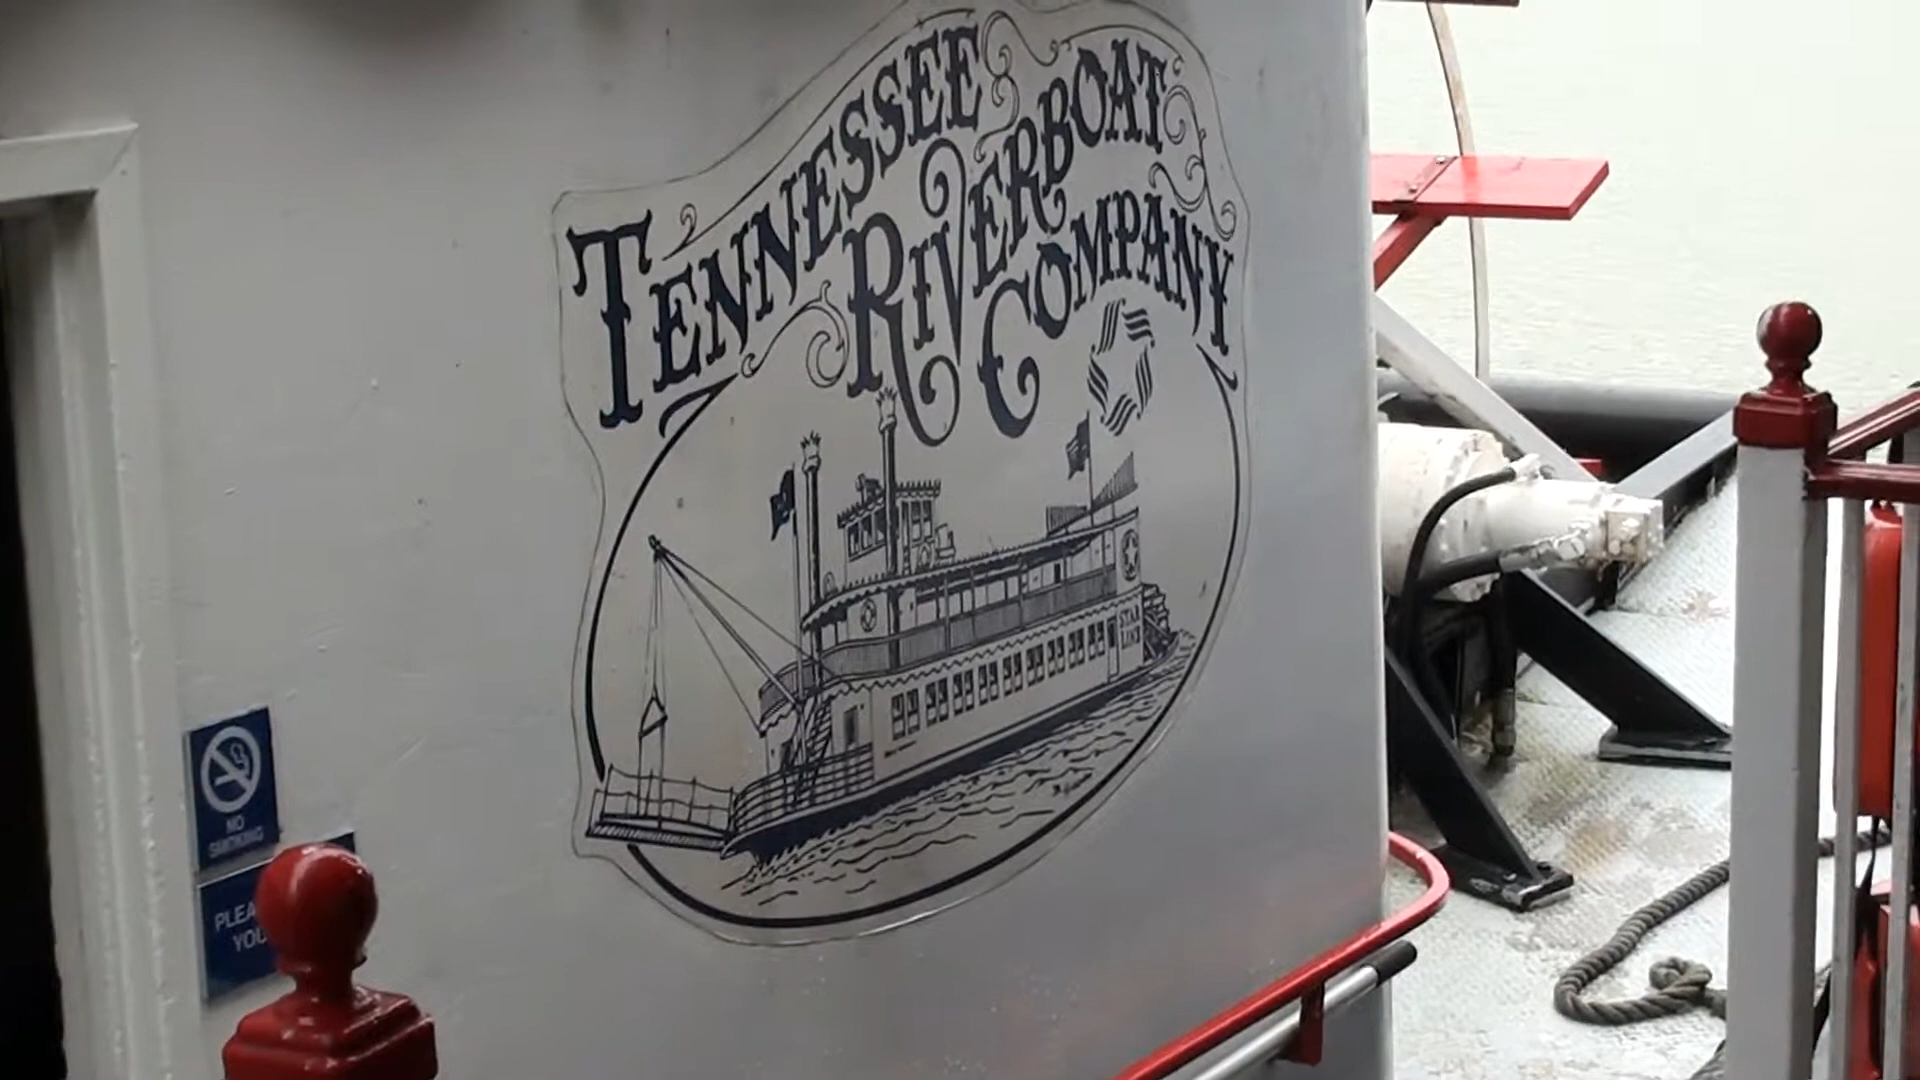 TENNESSEE
RIVERBOAT
COMPANY
STAR
LINE
NO
SMOKING